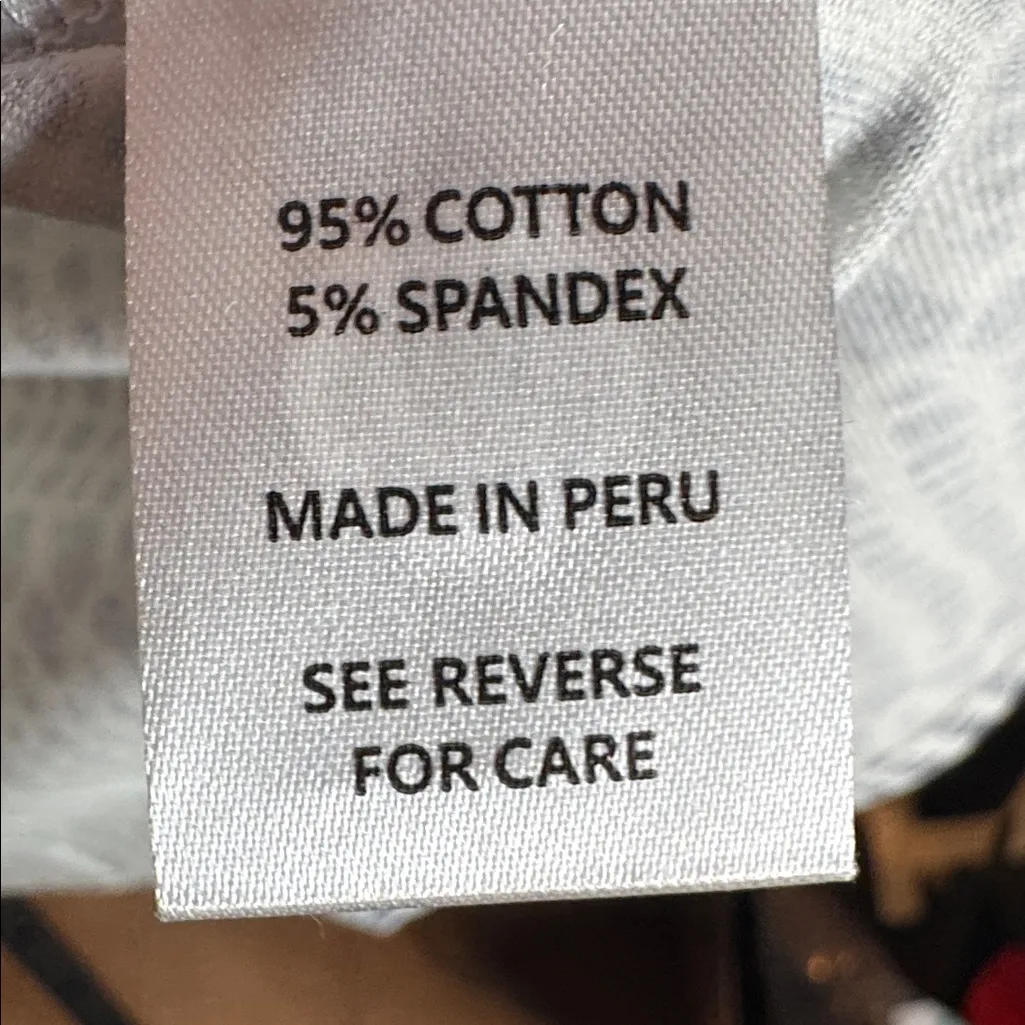 95% COTTON
5% SPANDEX
MADE IN PERU
SEE REVERSE
FOR CARE